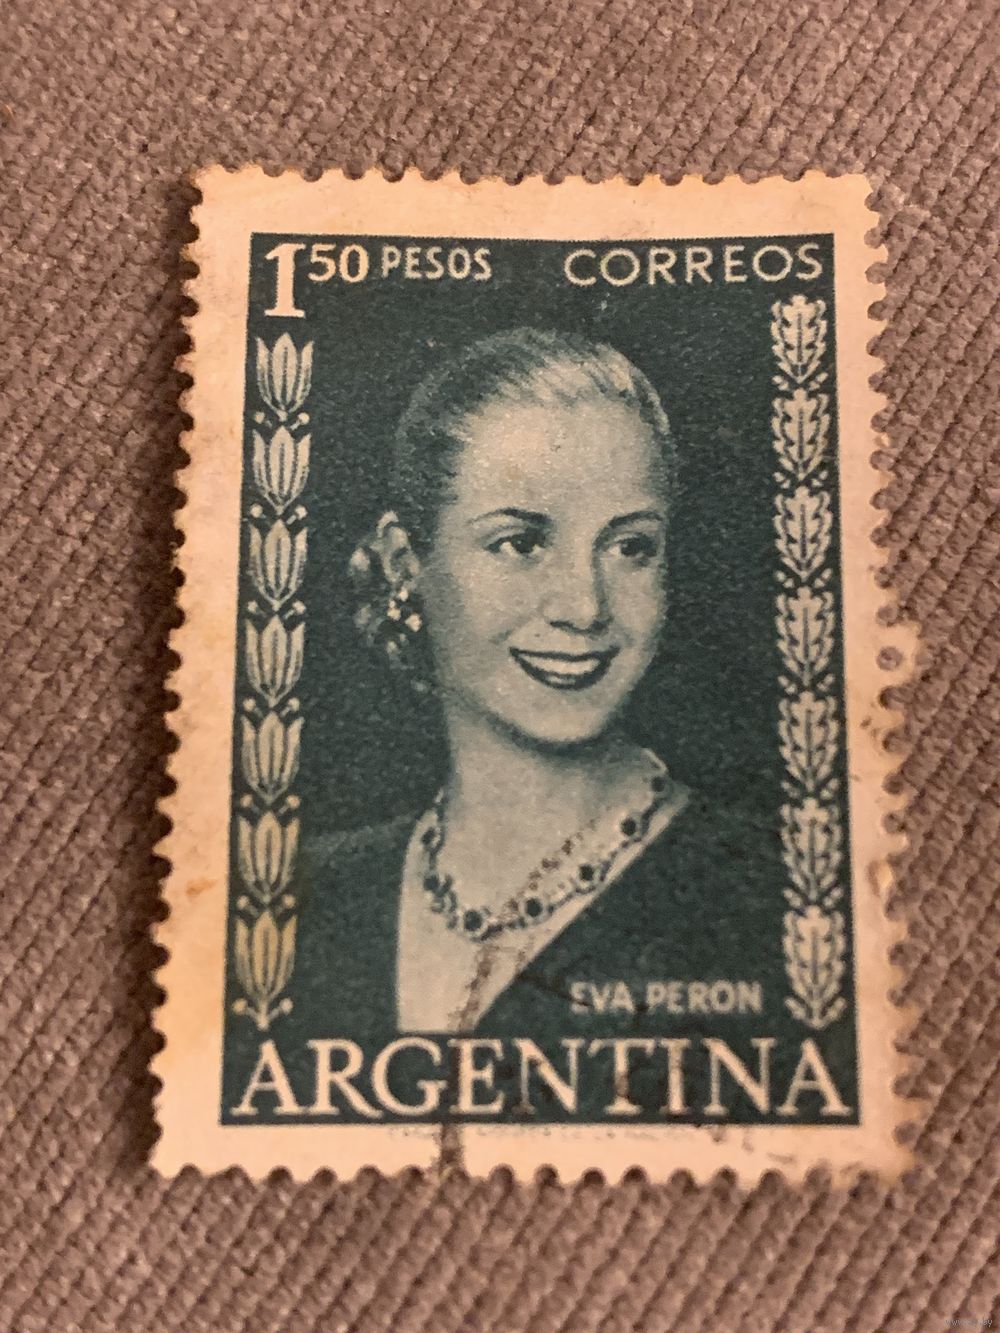 1.50 PESOS CORREOS
EVA PERON
ARGENTINA